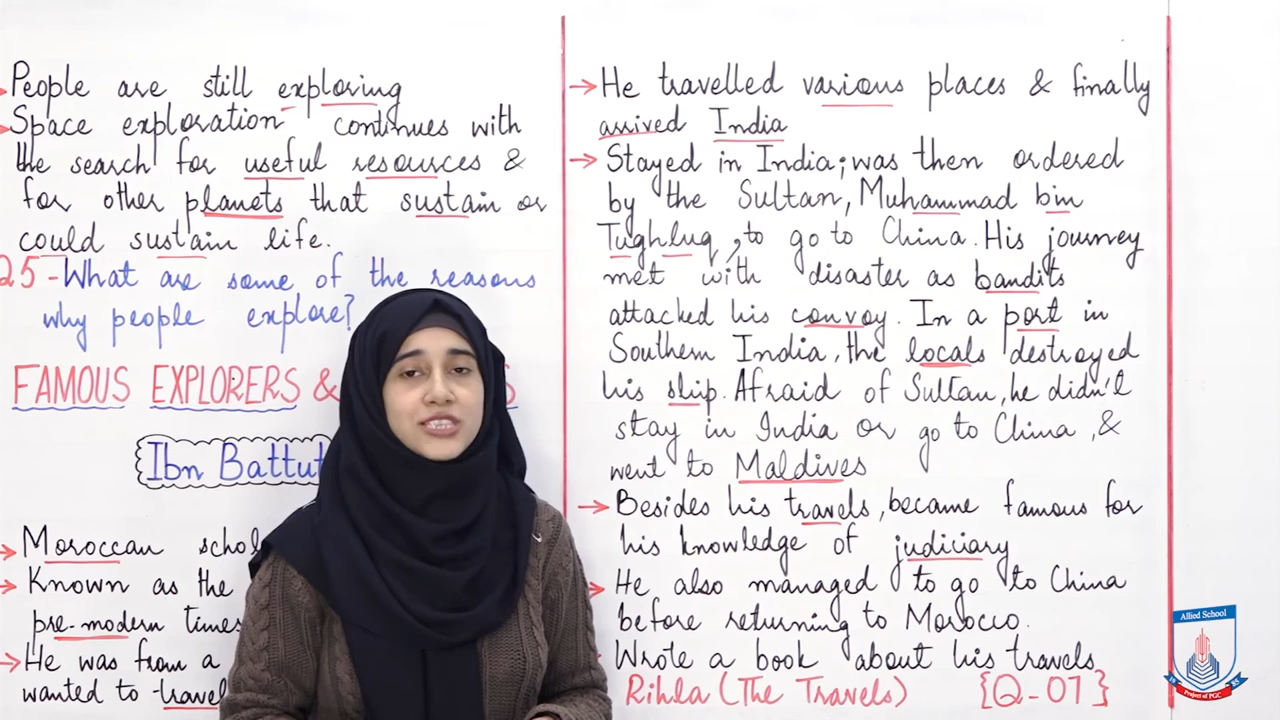 People are still exploring
Space exploration continues with
the search for useful resources &
for other planets that sustain or
could sustain life.
25-What are some of the reasons
why people explore?
FAMOUS EXPLORERS &
Ibn Battut
Moroccan schol
Known as the
pre-modern times
He was from a
wanted to travel
He travelled various places & finally
arrived India
Stayed in India; was then ordered
by the Sultan, Muhammad bin
Tughluq, to go to China. His journey
met with disaster as bandits
attacked his convoy. In a port in
Southern India, the locals destroyed
his ship. Afraid of Sultan, he didn't
stay in India or go to China, &
went to Maldives
Besides his travels, became famous for
his knowledge of judiciary
He also managed to go to China
before returning to Morocco.
Wrote a book about his travels
Rihla (The Travels) [Q-07}
Allied School
Project of PGC